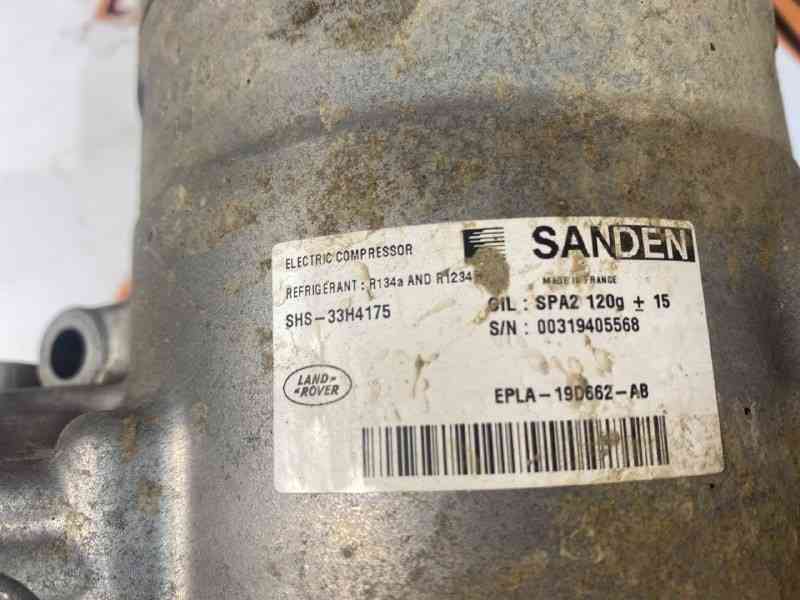 ELECTRIC COMPRESSOR
SANDEN
REFRIGERANT : R134a AND
MADE IN FRANCE
SHS-33H4175
OIL : SPA2 120g ± 15
S/N : 00319405568
LAND-
-ROVER
EPLA-19D662-AB